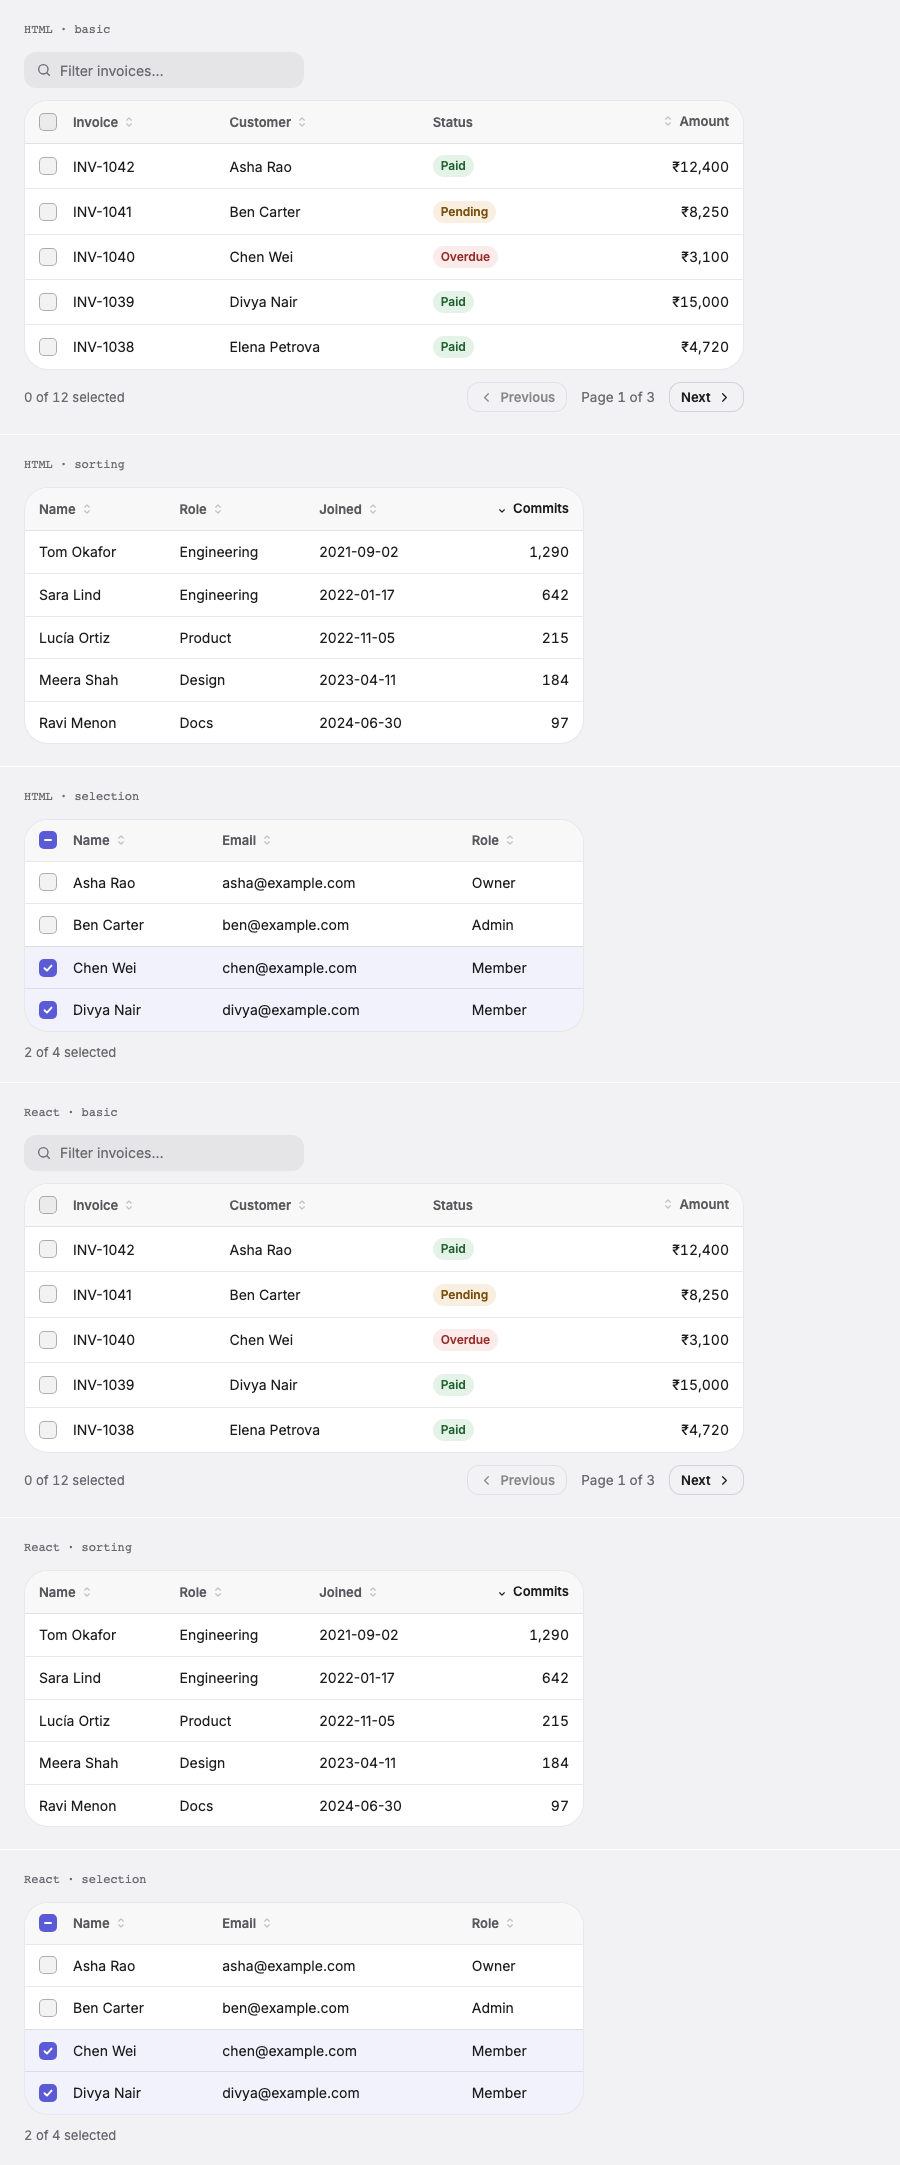 HTML · basic
Filter invoices...
Invoice Customer Status Amount
INV-1042 Asha Rao Paid ₹12,400
INV-1041 Ben Carter Pending ₹8,250
INV-1040 Chen Wei Overdue ₹3,100
INV-1039 Divya Nair Paid ₹15,000
INV-1038 Elena Petrova Paid ₹4,720
0 of 12 selected Previous Page 1 of 3 Next
HTML · sorting
Name Role Joined Commits
Tom Okafor Engineering 2021-09-02 1,290
Sara Lind Engineering 2022-01-17 642
Lucía Ortiz Product 2022-11-05 215
Meera Shah Design 2023-04-11 184
Ravi Menon Docs 2024-06-30 97
HTML · selection
Name Email Role
Asha Rao asha@example.com Owner
Ben Carter ben@example.com Admin
Chen Wei chen@example.com Member
Divya Nair divya@example.com Member
2 of 4 selected
React · basic
Filter invoices...
Invoice Customer Status Amount
INV-1042 Asha Rao Paid ₹12,400
INV-1041 Ben Carter Pending ₹8,250
INV-1040 Chen Wei Overdue ₹3,100
INV-1039 Divya Nair Paid ₹15,000
INV-1038 Elena Petrova Paid ₹4,720
0 of 12 selected Previous Page 1 of 3 Next
React · sorting
Name Role Joined Commits
Tom Okafor Engineering 2021-09-02 1,290
Sara Lind Engineering 2022-01-17 642
Lucía Ortiz Product 2022-11-05 215
Meera Shah Design 2023-04-11 184
Ravi Menon Docs 2024-06-30 97
React · selection
Name Email Role
Asha Rao asha@example.com Owner
Ben Carter ben@example.com Admin
Chen Wei chen@example.com Member
Divya Nair divya@example.com Member
2 of 4 selected